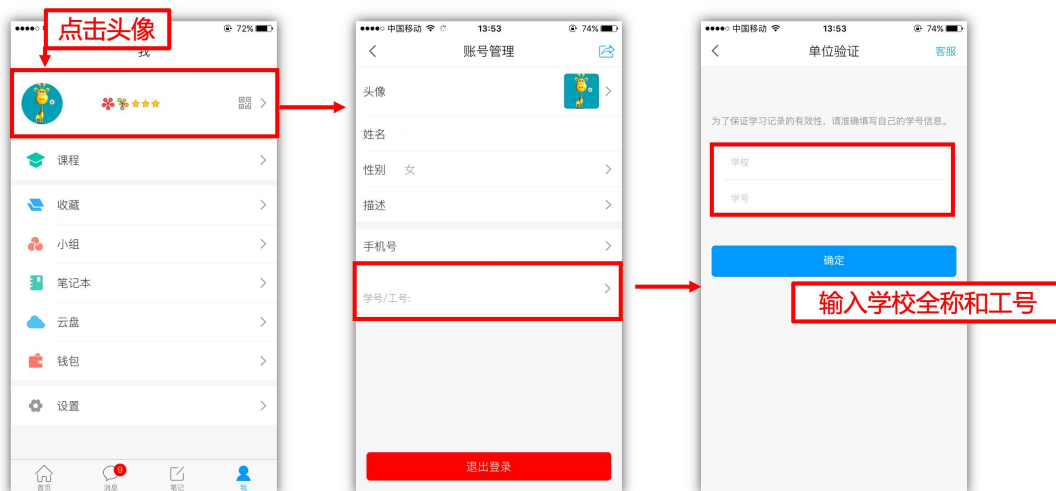 点击头像
72%
我
课程
收藏
小组
笔记本
云盘
钱包
设置
首页
9
消息
笔记
我
中国移动
13:53
74%
账号管理
头像
姓名
性别 女
描述
手机号
学号/工号:
退出登录
中国移动
13:53
74%
单位验证
客服
为了保证学习记录的有效性，请准确填写自己的学号信息。
学校
学号
确定
输入学校全称和工号